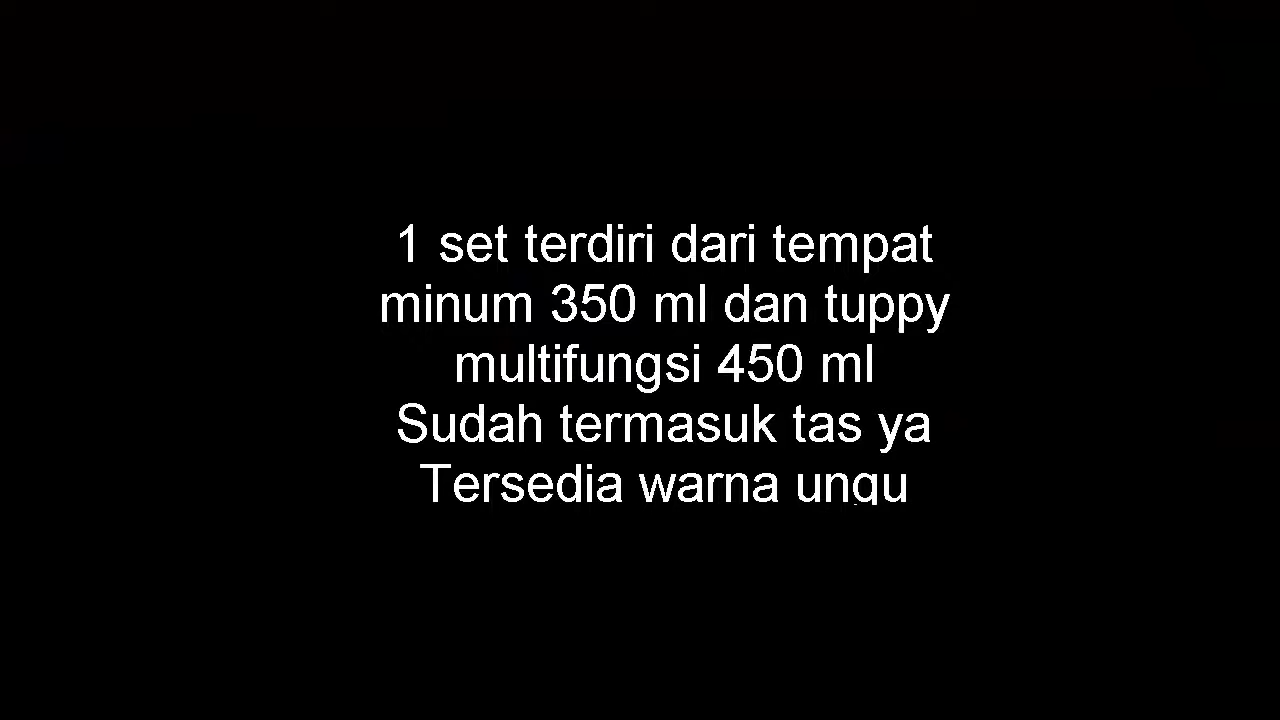 1 set terdiri dari tempat
minum 350 ml dan tuppy
multifungsi 450 ml
Sudah termasuk tas ya
Tersedia warna ungu